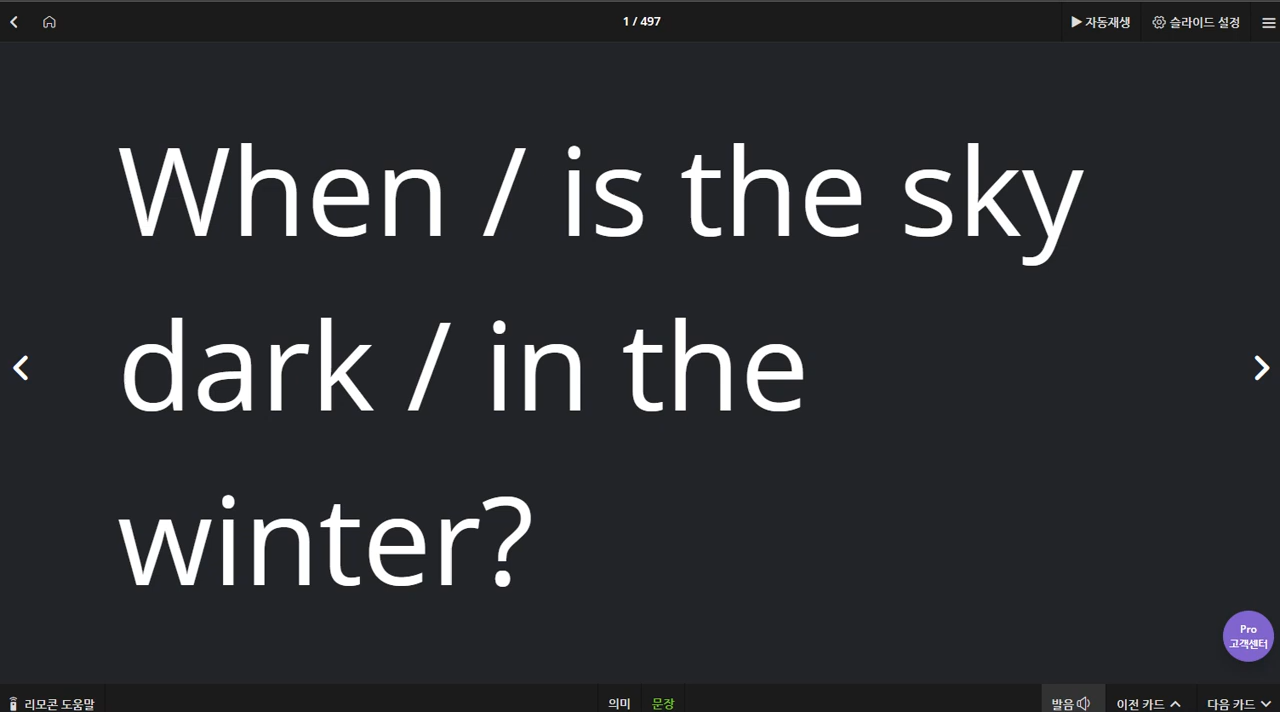 1 / 497
자동재생
슬라이드 설정
When / is the sky
dark / in the
winter?
Pro
고객센터
리모콘 도움말
의미
문장
발음
이전 카드
다음 카드